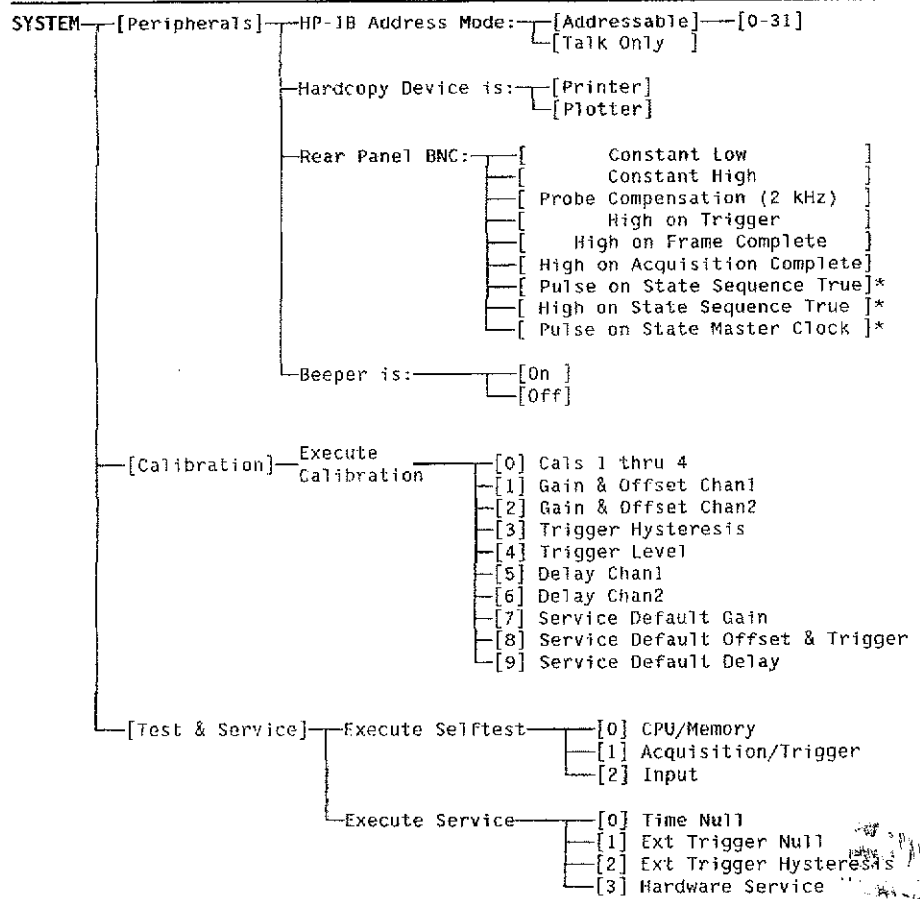 SYSTEM [Peripherals] HP-IB Address Mode: [Addressable] [0-31]
[Talk Only ]
Hardcopy Device is: [Printer]
[Plotter]
Rear Panel BNC: [ Constant Low ]
[ Constant High ]
[ Probe Compensation (2 kHz) ]
[ High on Trigger ]
[ High on Frame Complete ]
[ High on Acquisition Complete]
[ Pulse on State Sequence True]*
[ High on State Sequence True ]*
[ Pulse on State Master Clock ]*
Beeper is: [On ]
[Off]
[Calibration] Execute Calibration [0] Cals 1 thru 4
[1] Gain & Offset Chan1
[2] Gain & Offset Chan2
[3] Trigger Hysteresis
[4] Trigger Level
[5] Delay Chan1
[6] Delay Chan2
[7] Service Default Gain
[8] Service Default Offset & Trigger
[9] Service Default Delay
[Test & Service] Execute Selftest [0] CPU/Memory
[1] Acquisition/Trigger
[2] Input
Execute Service [0] Time Null
[1] Ext Trigger Null
[2] Ext Trigger Hysteresis
[3] Hardware Service